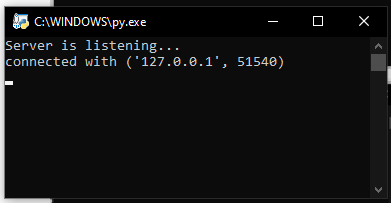 C:\WINDOWS\py.exe
Server is listening...
connected with ('127.0.0.1', 51540)